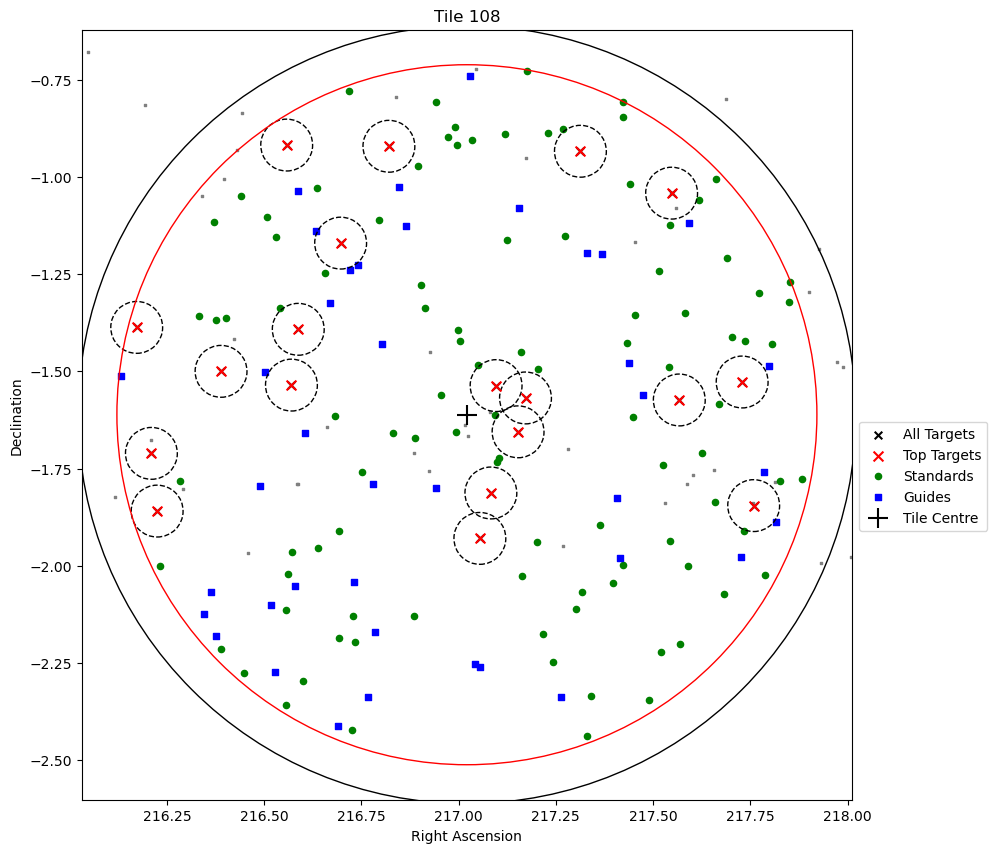 Tile 108
−0.75
−1.00
−1.25
−1.50
−1.75
−2.00
−2.25
−2.50
Declination
216.25
216.50
216.75
217.00
217.25
217.50
217.75
218.00
Right Ascension
All Targets
Top Targets
Standards
Guides
Tile Centre